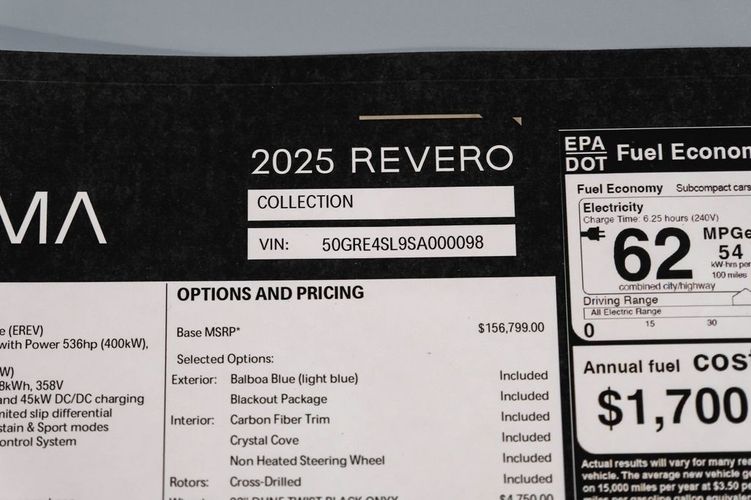 MA
2025 REVERO
COLLECTION
VIN: 50GRE4SL9SA000098
OPTIONS AND PRICING
Base MSRP* $156,799.00
Selected Options:
Exterior: Balboa Blue (light blue) Included
Blackout Package Included
Interior: Carbon Fiber Trim Included
Crystal Cove Included
Non Heated Steering Wheel Included
Rotors: Cross-Drilled Included
$4,750.00
e (EREV)
with Power 536hp (400kW),
W)
8kWh, 358V
and 45kW DC/DC charging
mited slip differential
stain & Sport modes
ontrol System
EPA
DOT Fuel Econom
Fuel Economy Subcompact cars
Electricity
Charge Time: 6.25 hours (240V)
62 MPGe
54
kW-hrs per
100 miles
combined city/highway
Driving Range
All Electric Range
0 15 30
Annual fuel COS
$1,700
Actual results will vary for many rea
vehicle. The average new vehicle g
on 15,000 miles per year at $3.50 p